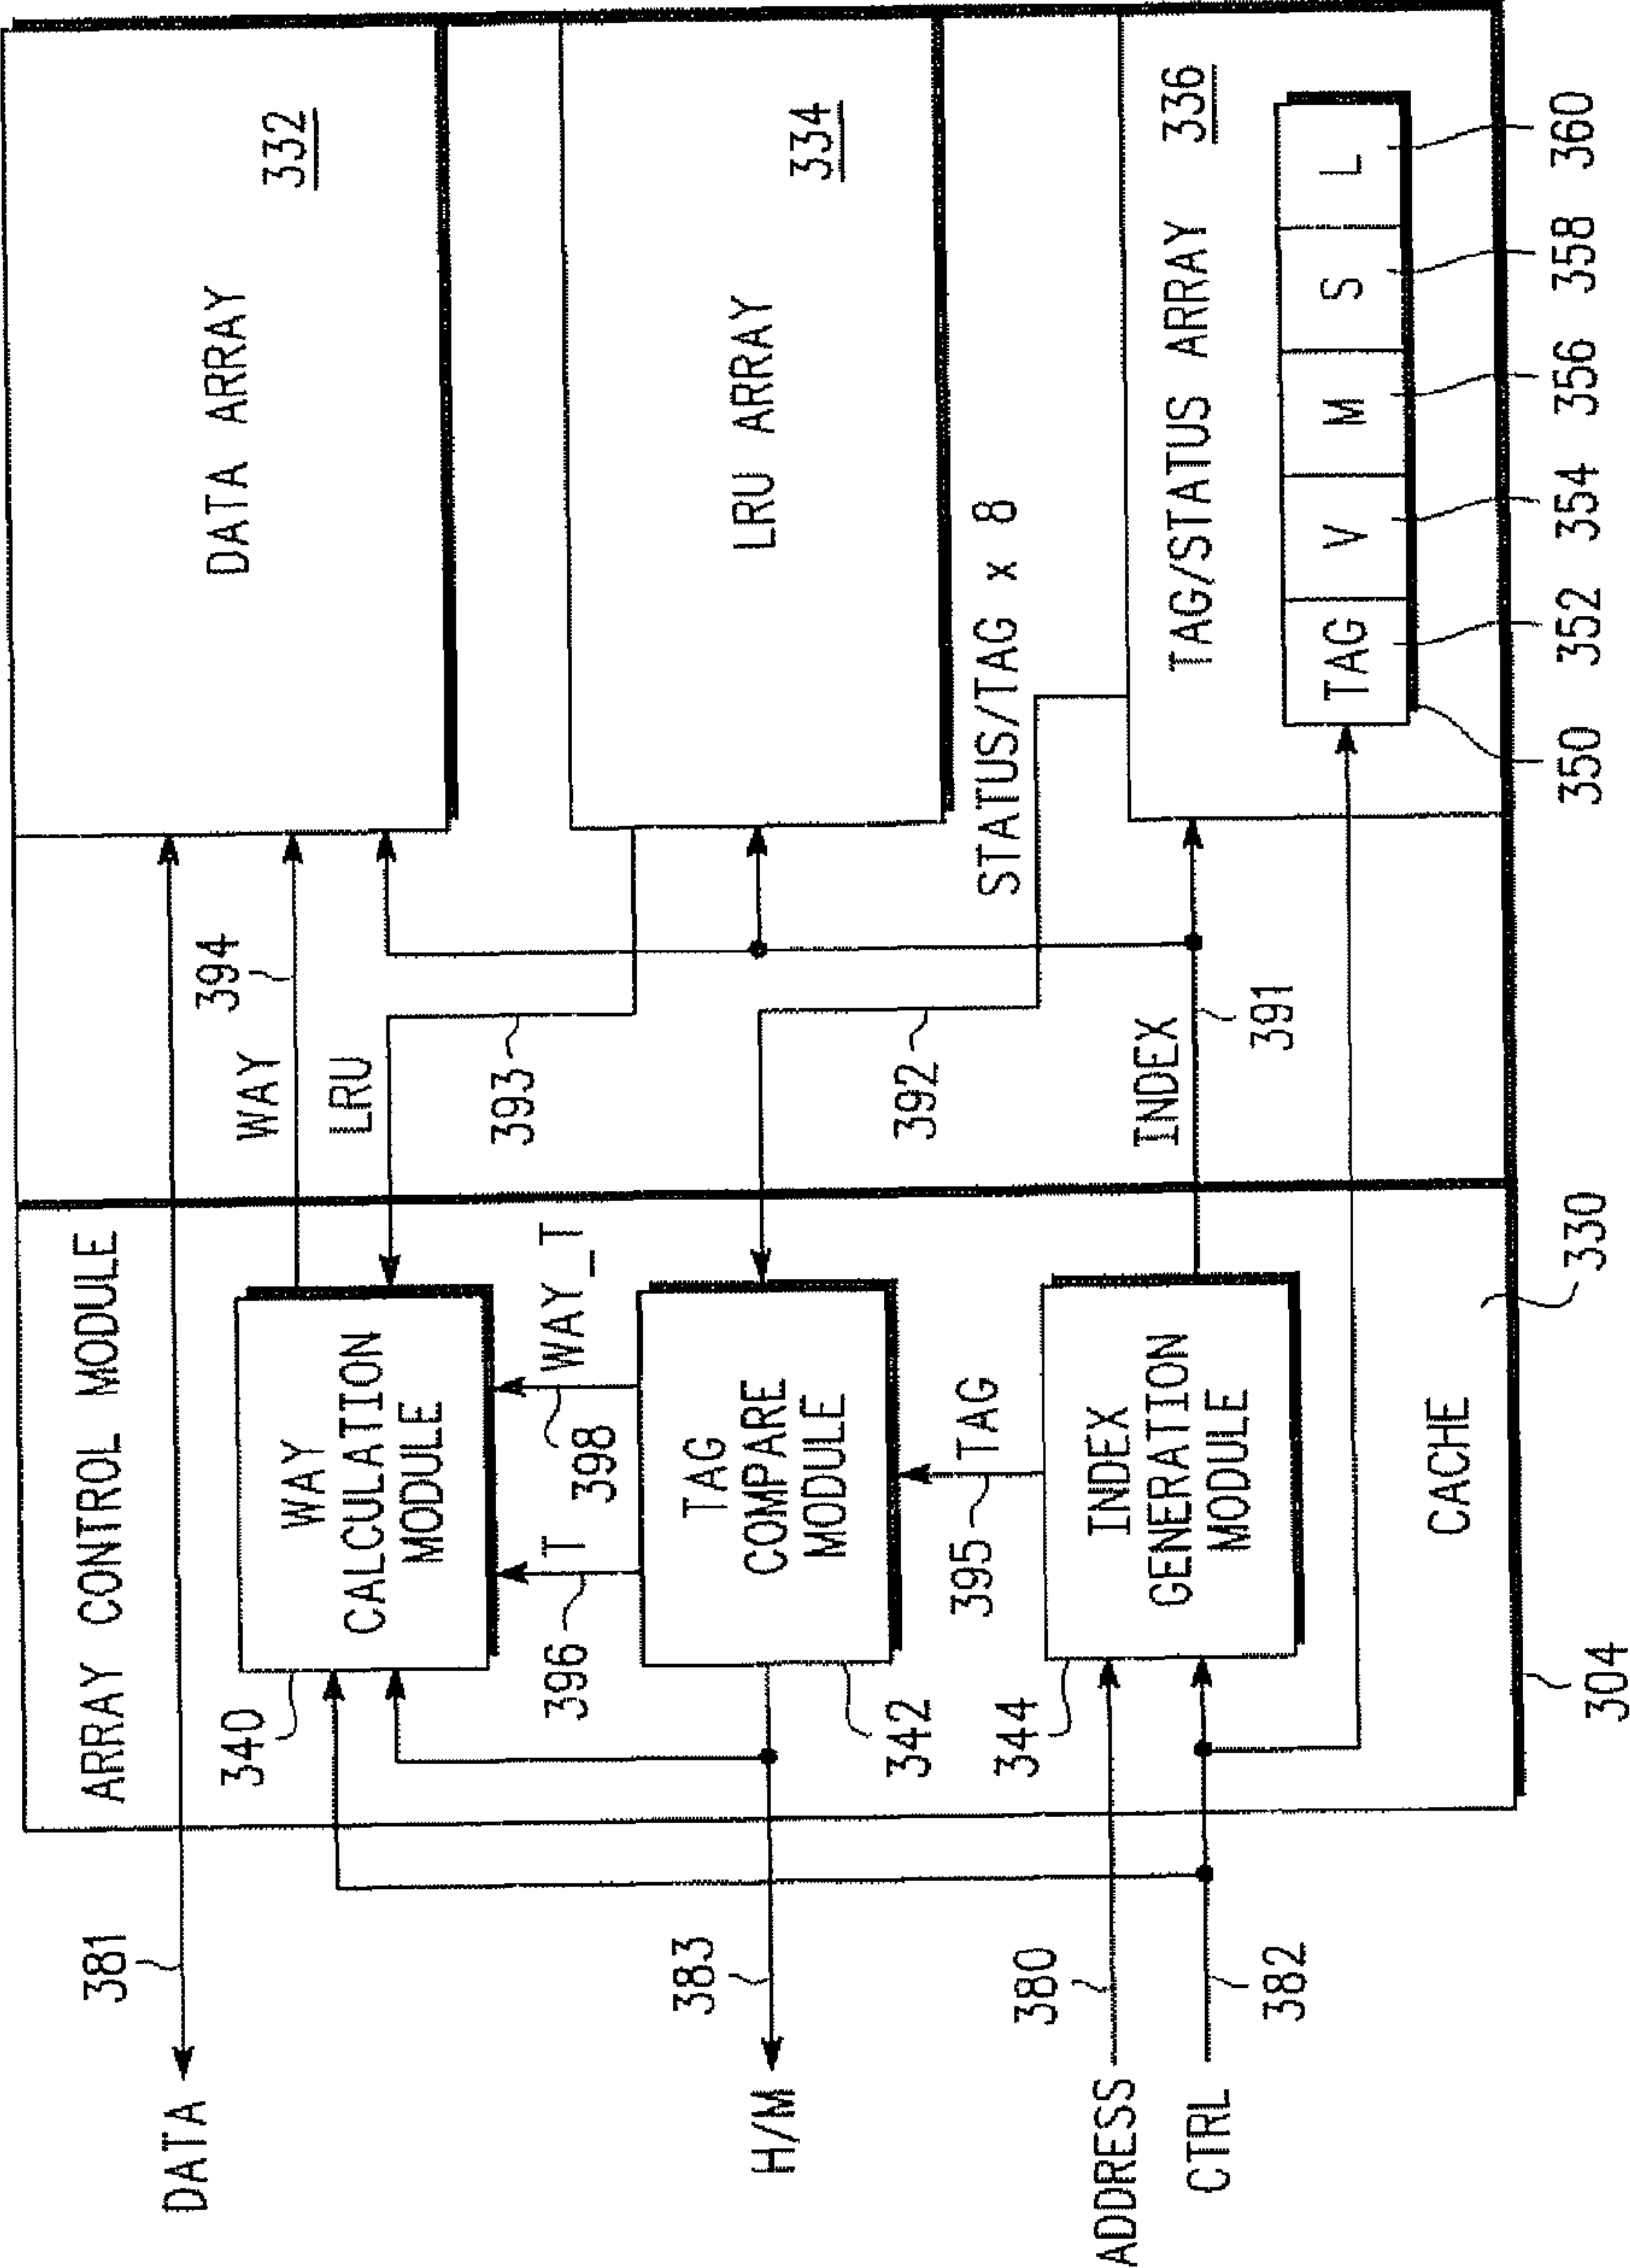 ARRAY CONTROL MODULE
DATA
381
WAY
CALCULATION
MODULE
340
WAY
394
LRU
393
DATA ARRAY
332
396
T
398
WAY_T
H/M
383
TAG
COMPARE
MODULE
342
392
LRU ARRAY
334
STATUS/TAG x 8
395
TAG
ADDRESS
380
CTRL
382
INDEX
GENERATION
MODULE
344
INDEX
391
TAG/STATUS ARRAY
336
TAG
V
M
S
L
CACHE
304
330
350
352
354
356
358
360